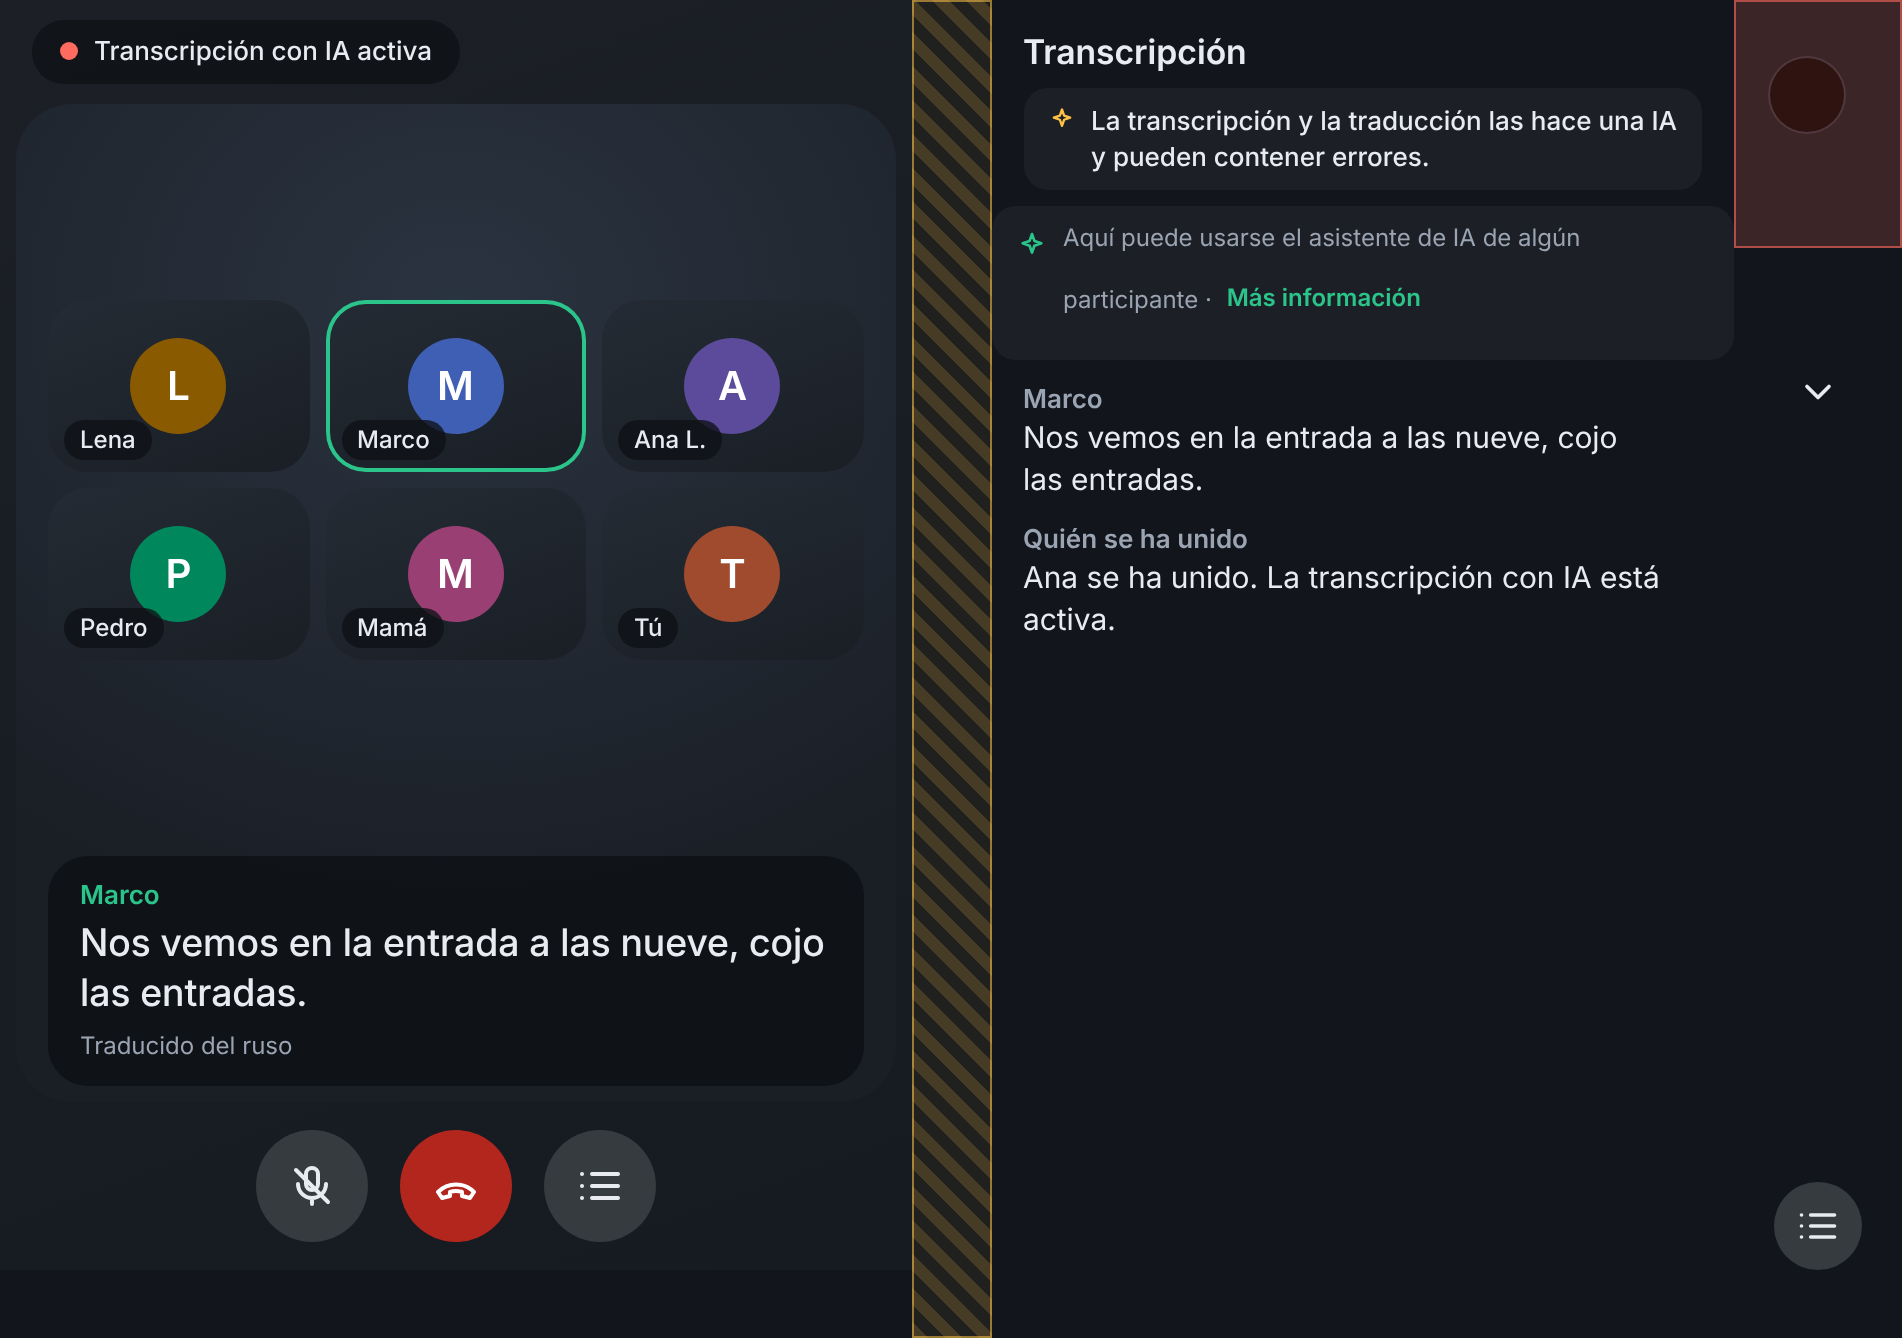 Transcripción con IA activa
L
Lena
M
Marco
A
Ana L.
P
Pedro
M
Mamá
T
Tú
Marco
Nos vemos en la entrada a las nueve, cojo
las entradas.
Traducido del ruso
Transcripción
La transcripción y la traducción las hace una IA
y pueden contener errores.
Aquí puede usarse el asistente de IA de algún
participante · Más información
Marco
Nos vemos en la entrada a las nueve, cojo
las entradas.
Quién se ha unido
Ana se ha unido. La transcripción con IA está
activa.